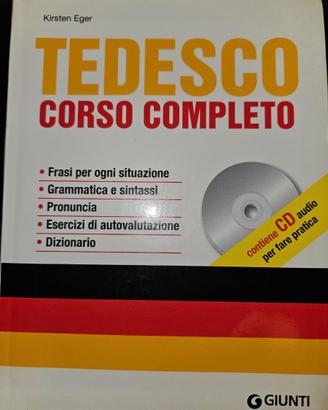 Kirsten Eger
TEDESCO
CORSO COMPLETO
• Frasi per ogni situazione
• Grammatica e sintassi
• Pronuncia
• Esercizi di autovalutazione
• Dizionario
contiene CD audio
per fare pratica
GIUNTI